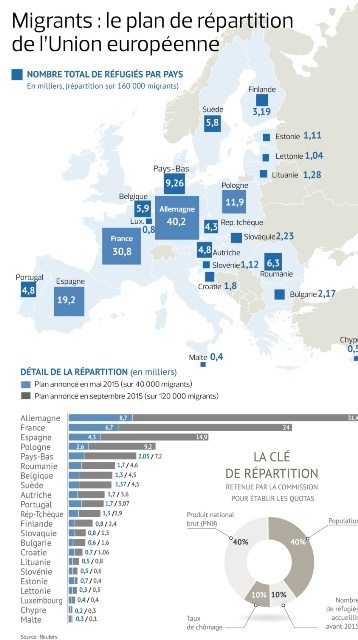 Migrants : le plan de répartition
de l'Union européenne
NOMBRE TOTAL DE RÉFUGIÉS PAR PAYS
En milliers, (répartition sur 160 000 migrants)
Finlande
3,19
Suède
5,8
Estonie 1,11
Lettonie 1,04
Lituanie 1,28
Pays-Bas
9,26
Pologne
11,9
Belgique
5,9
Lux.
0,8
Allemagne
40,2
Rép. tchèque
4,3
France
30,8
Slovaquie 2,23
4,8
Autriche
Slovénie 1,12
6,3
Roumanie
Croatie 1,8
Portugal
4,8
Espagne
19,2
Bulgarie 2,17
Malte 0,4
Chyp
0,5
DÉTAIL DE LA RÉPARTITION (en milliers)
Plan annoncé en mai 2015 (sur 40 000 migrants)
Plan annoncé en septembre 2015 (sur 120 000 migrants)
Allemagne 8,7 31,4
France 6,7 24
Espagne 4,3 14,9
Pologne 2,6 9,2
Pays-Bas 2,05 / 7,2
Roumanie 1,7 / 4,6
Belgique 1,3 / 4,5
Suède 1,37 / 4,5
Autriche 1,2 / 3,6
Portugal 1,7 / 3,07
Rép-Tchèque 1,3 / 2,9
Finlande 0,8 / 2,4
Slovaquie 0,8 / 1,5
Bulgarie 0,6 / 1,6
Croatie 0,7 / 1,06
Lituanie 0,5 / 0,8
Slovénie 0,5 / 0,6
Estonie 0,7 / 0,4
Lettonie 0,5 / 0,5
Luxembourg 0,4 / 0,4
Chypre 0,2 / 0,3
Malte 0,3 / 0,1
LA CLÉ
DE RÉPARTITION
RETENUE PAR LA COMMISSION
POUR ÉTABLIR LES QUOTAS
Produit national
brut (PNB)
Population
40%
40%
10%
10%
Taux
de chômage
Nombre
de réfugiés
accueillis
avant 2015
Source: Reuters